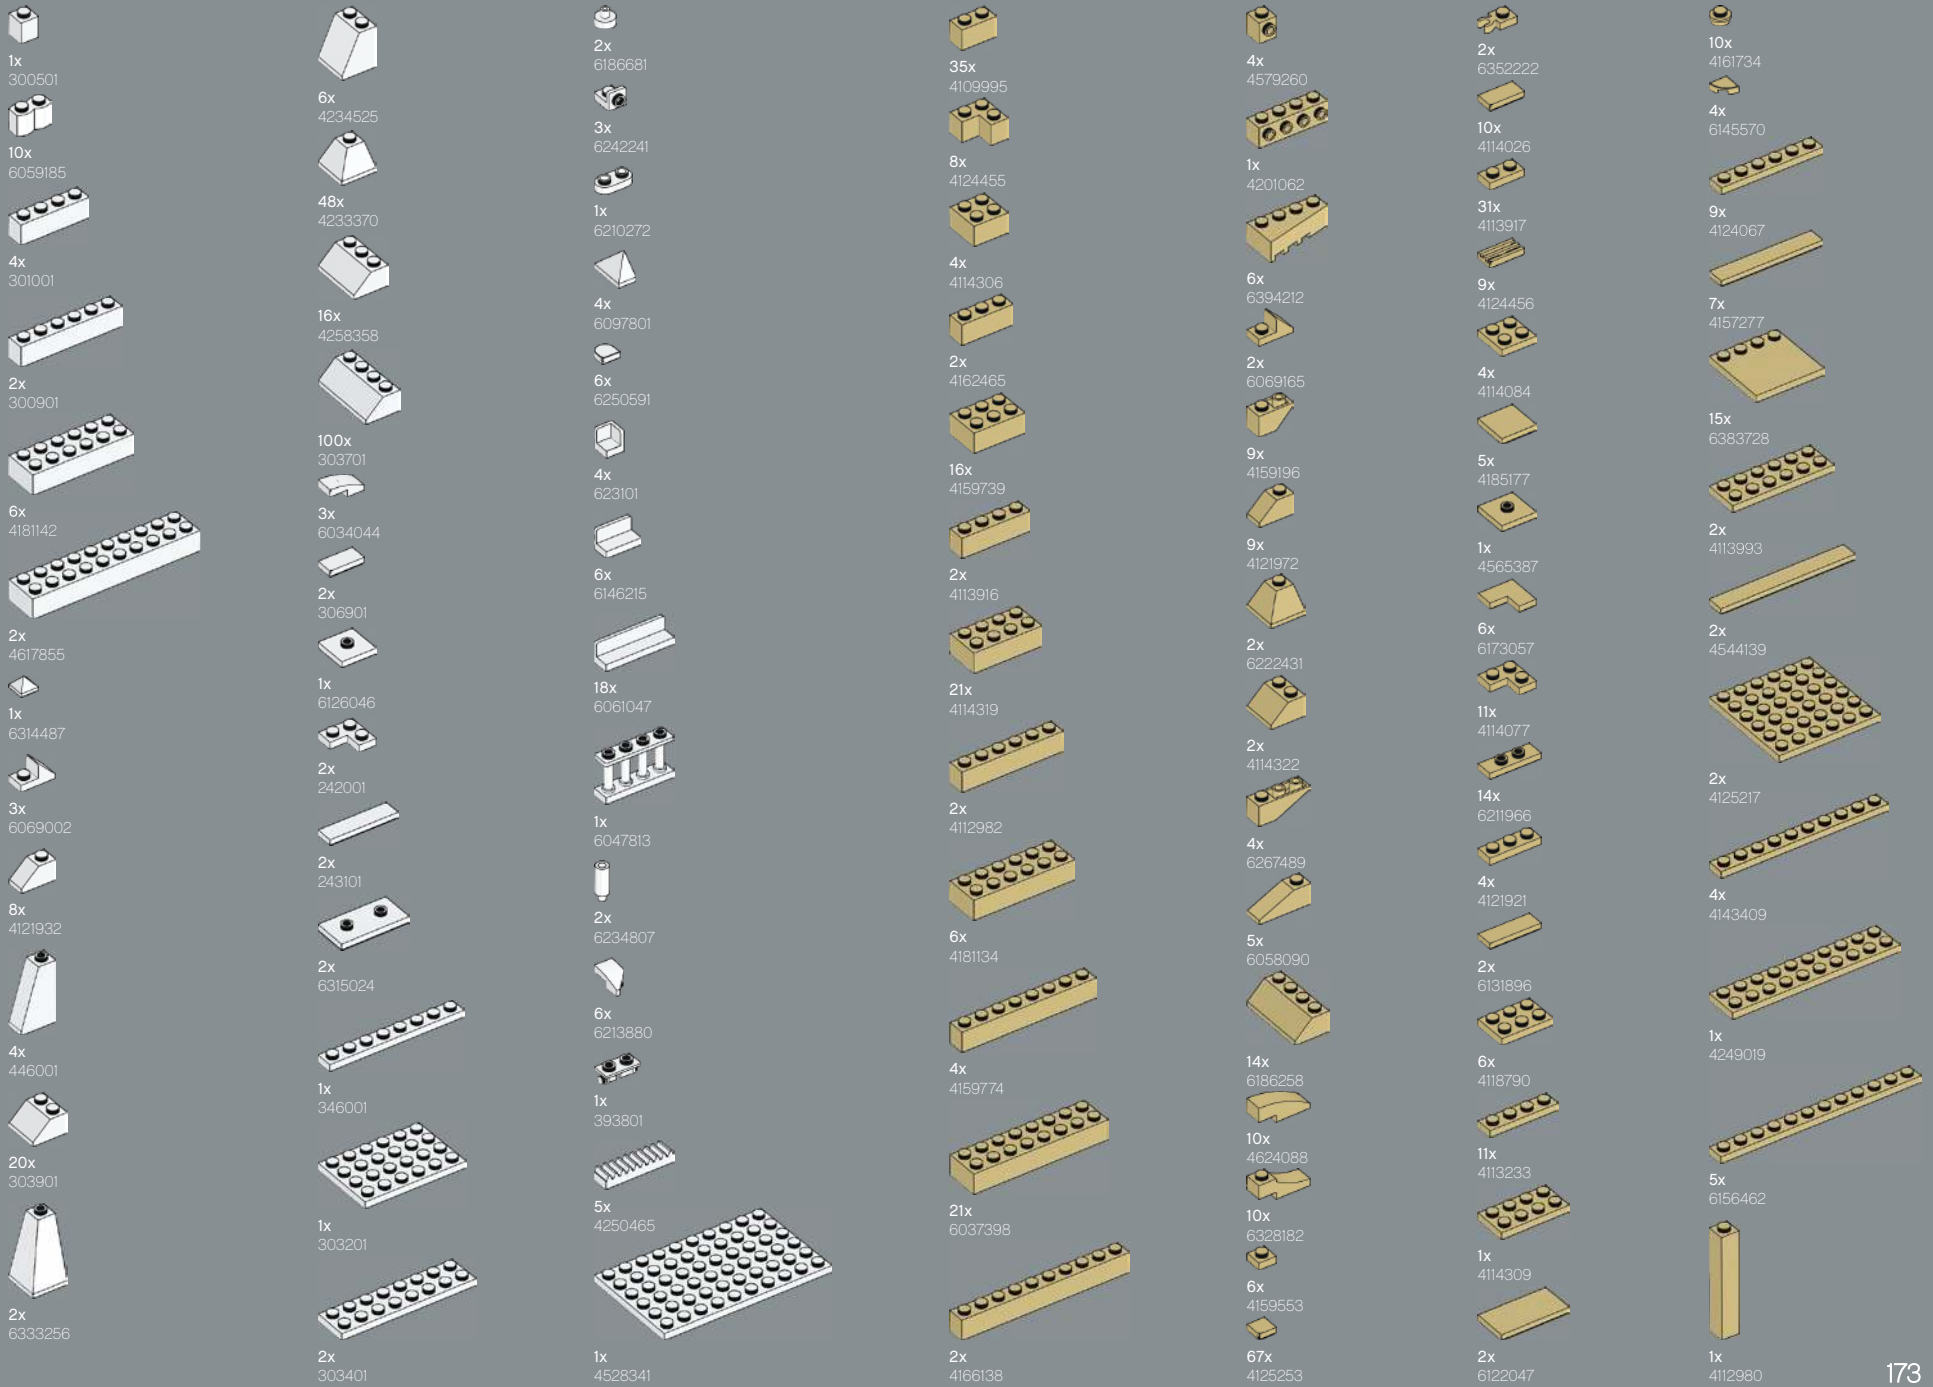 1x
300501
10x
6059185
4x
301001
2x
300901
6x
4181142
2x
4617855
1x
6314487
3x
6069002
8x
4121932
4x
446001
20x
303901
2x
6333256
6x
4234525
48x
4233370
16x
4258358
100x
303701
3x
6034044
2x
306901
1x
6126046
2x
242001
2x
243101
2x
6315024
1x
346001
1x
303201
2x
303401
2x
6186681
3x
6242241
1x
6210272
4x
6097801
6x
6250591
4x
623101
6x
6146215
18x
6061047
1x
6047813
2x
6234807
6x
6213880
1x
393801
5x
4250465
1x
4528341
35x
4109995
8x
4124455
4x
4114306
2x
4162465
16x
4159739
2x
4113916
21x
4114319
2x
4112982
6x
4181134
4x
4159774
21x
6037398
2x
4166138
4x
4579260
1x
4201062
6x
6394212
2x
6069165
9x
4159196
9x
4121972
2x
6222431
2x
4114322
4x
6267489
5x
6058090
14x
6186258
10x
4624088
10x
6328182
6x
4159553
67x
4125253
2x
6352222
10x
4114026
31x
4113917
9x
4124456
4x
4114084
5x
4185177
1x
4565387
6x
6173057
11x
4114077
14x
6211966
4x
4121921
2x
6131896
6x
4118790
11x
4113233
1x
4114309
2x
6122047
10x
4161734
4x
6145570
9x
4124067
7x
4157277
15x
6383728
2x
4113993
2x
4544139
2x
4125217
4x
4143409
1x
4249019
5x
6156462
1x
4112980
173